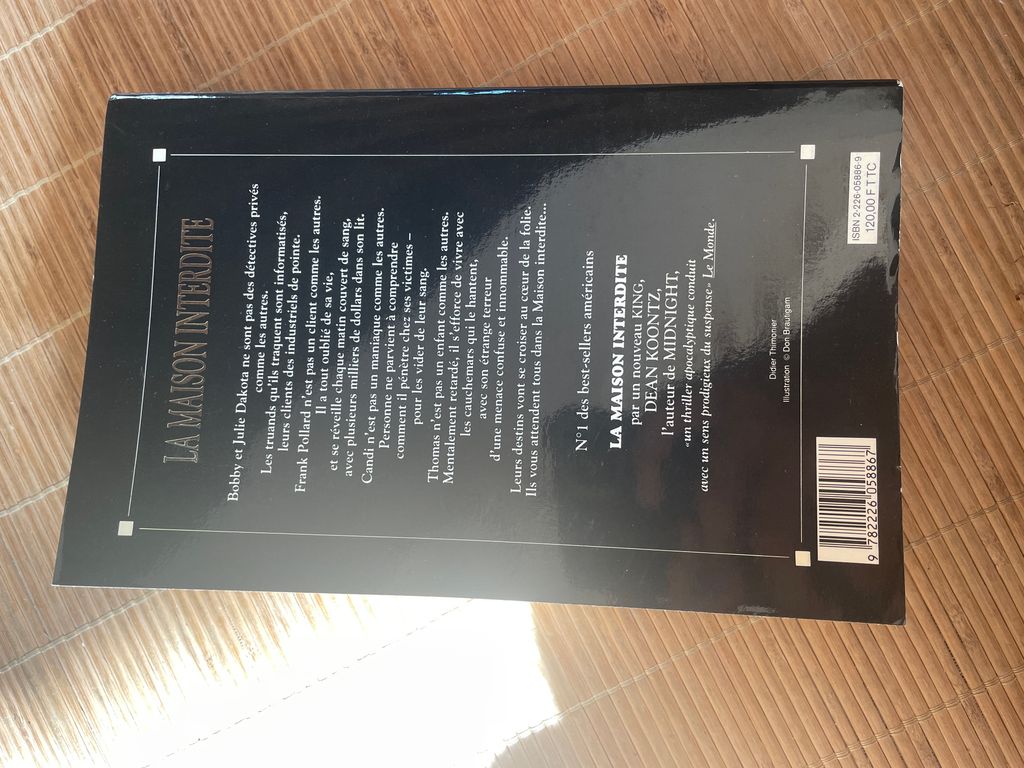 LA MAISON INTERDITE
Bobby et Julie Dakota ne sont pas des détectives privés
comme les autres.
Les truands qu'ils traquent sont informatisés,
leurs clients des industriels de pointe.
Frank Pollard n'est pas un client comme les autres.
Il a tout oublié de sa vie,
et se réveille chaque matin couvert de sang,
avec plusieurs milliers de dollars dans son lit.
Candi n'est pas un maniaque comme les autres.
Personne ne parvient à comprendre
comment il pénètre chez ses victimes –
pour les vider de leur sang.
Thomas n'est pas un enfant comme les autres.
Mentalement retardé, il s'efforce de vivre avec
les cauchemars qui le hantent,
avec son étrange terreur
d'une menace confuse et innommable.
Leurs destins vont se croiser au cœur de la folie.
Ils vous attendent tous dans la Maison interdite...
N° 1 des best-sellers américains
LA MAISON INTERDITE
par un nouveau KING,
DEAN KOONTZ,
l'auteur de MIDNIGHT,
«un thriller apocalyptique conduit
avec un sens prodigieux du suspense» Le Monde.
Didier Thimonier
Illustration © Don Brautigam
ISBN 2-226-05886-9
120,00 F TTC
9 782226 058867